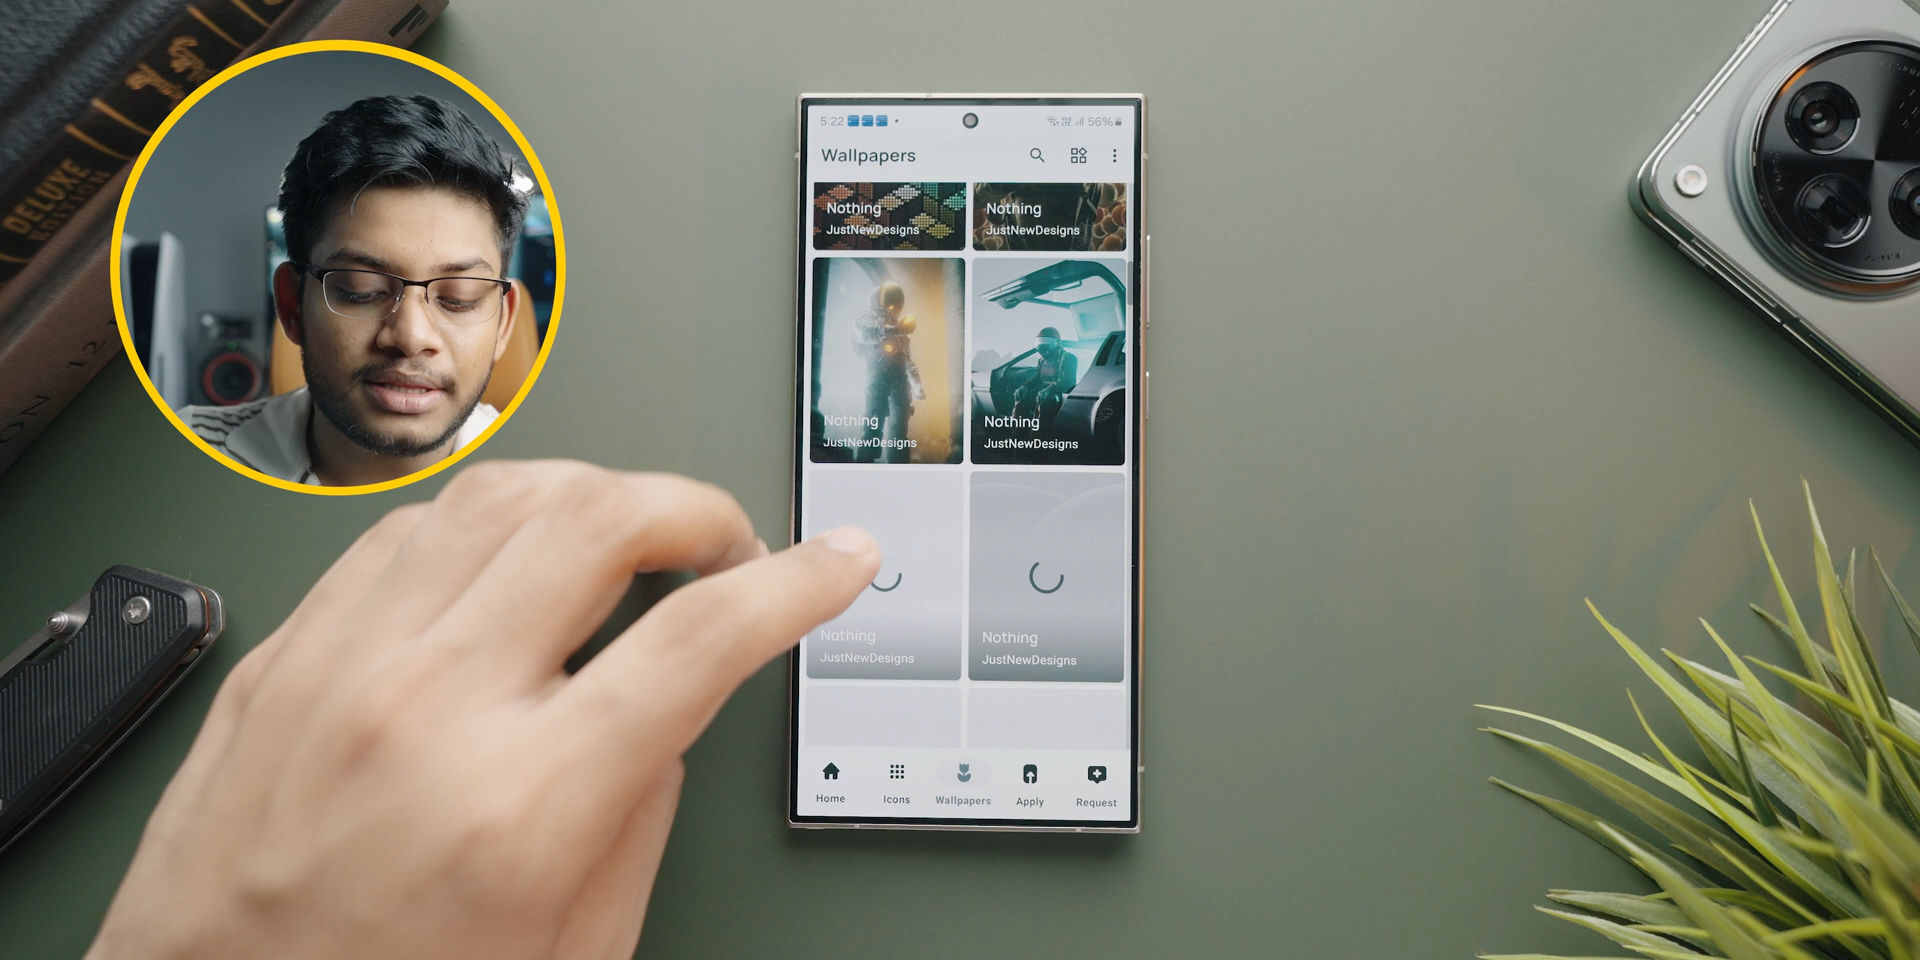 DELUXE
EDITION
5:22
56%
Wallpapers
Nothing
JustNewDesigns
Nothing
JustNewDesigns
Nothing
JustNewDesigns
Nothing
JustNewDesigns
Nothing
JustNewDesigns
Nothing
JustNewDesigns
Home
Icons
Wallpapers
Apply
Request